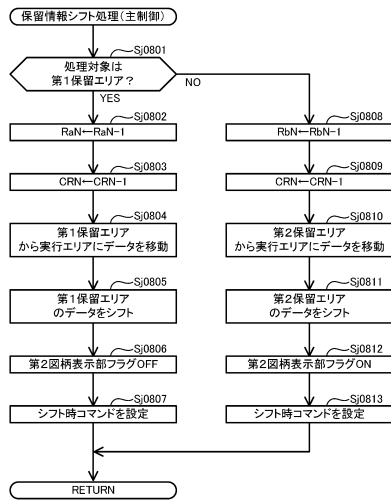 保留情報シフト処理(主制御)
Sj0801
処理対象は
第1保留エリア?
YES
NO
Sj0802
RaN←RaN-1
Sj0803
CRN←CRN-1
Sj0804
第1保留エリア
から実行エリアにデータを移動
Sj0805
第1保留エリア
のデータをシフト
Sj0806
第2図柄表示部フラグOFF
Sj0807
シフト時コマンドを設定
Sj0808
RbN←RbN-1
Sj0809
CRN←CRN-1
Sj0810
第2保留エリア
から実行エリアにデータを移動
Sj0811
第2保留エリア
のデータをシフト
Sj0812
第2図柄表示部フラグON
Sj0813
シフト時コマンドを設定
RETURN